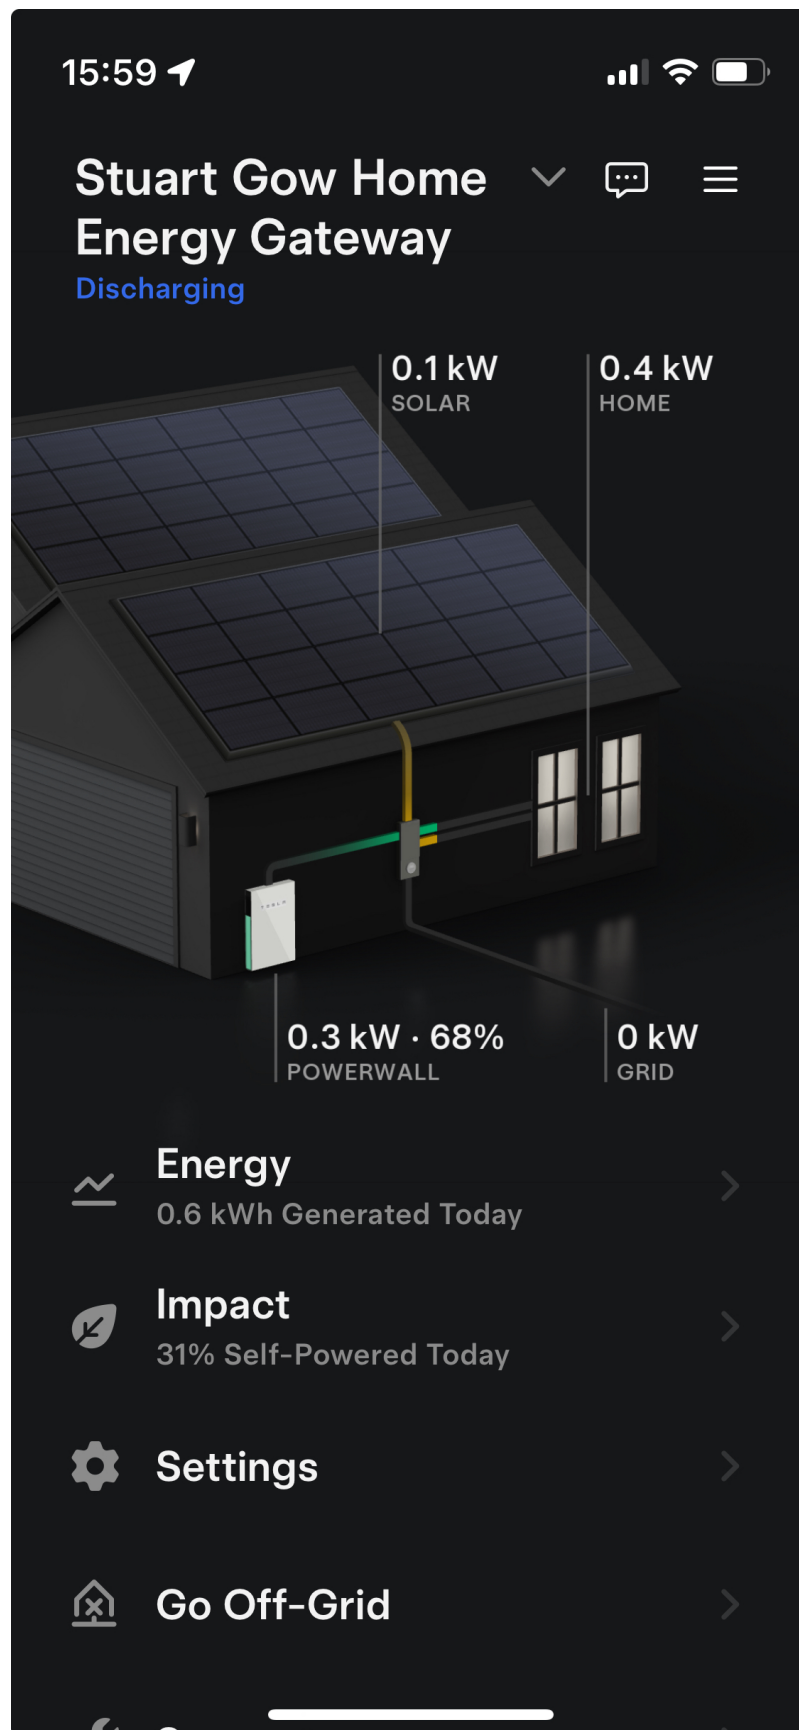 15:59
Stuart Gow Home
Energy Gateway
Discharging
0.1 kW
SOLAR
0.4 kW
HOME
TESLA
0.3 kW · 68%
POWERWALL
0 kW
GRID
Energy
0.6 kWh Generated Today
Impact
31% Self-Powered Today
Settings
Go Off-Grid